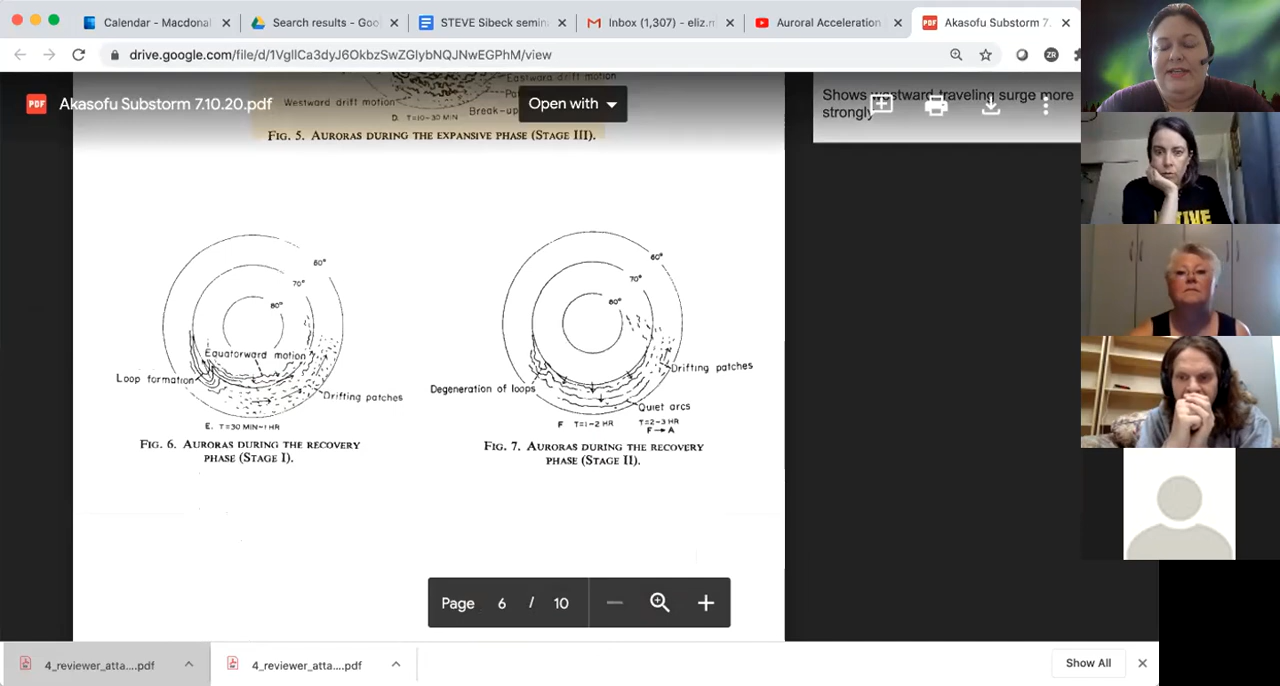 Calendar - Macdonal
Search results - Goo
STEVE Sibeck semin
Inbox (1,307) - eliz.m
Auroral Acceleration
Akasofu Substorm 7.
drive.google.com/file/d/1VgllCa3dyJ6OkbzSwZGlybNQJNwEGPhM/view
ZR
Eastward drift motion
PDF
Akasofu Substorm 7.10.20.pdf
Westward drift motion
Open with
Break-up
D. T=10-30 MIN
FIG. 5. AURORAS DURING THE EXPANSIVE PHASE (STAGE III).
Shows westward traveling surge more
strongly
60°
70°
80°
Equatorward motion
Loop formation
Drifting patches
E. T=30 MIN-1 HR
FIG. 6. AURORAS DURING THE RECOVERY
PHASE (STAGE I).
60°
70°
80°
Drifting patches
Degeneration of loops
Quiet arcs
F T=1-2 HR
T=2-3 HR
F→A
FIG. 7. AURORAS DURING THE RECOVERY
PHASE (STAGE II).
Page 6 / 10
4_reviewer_atta....pdf
4_reviewer_atta....pdf
Show All